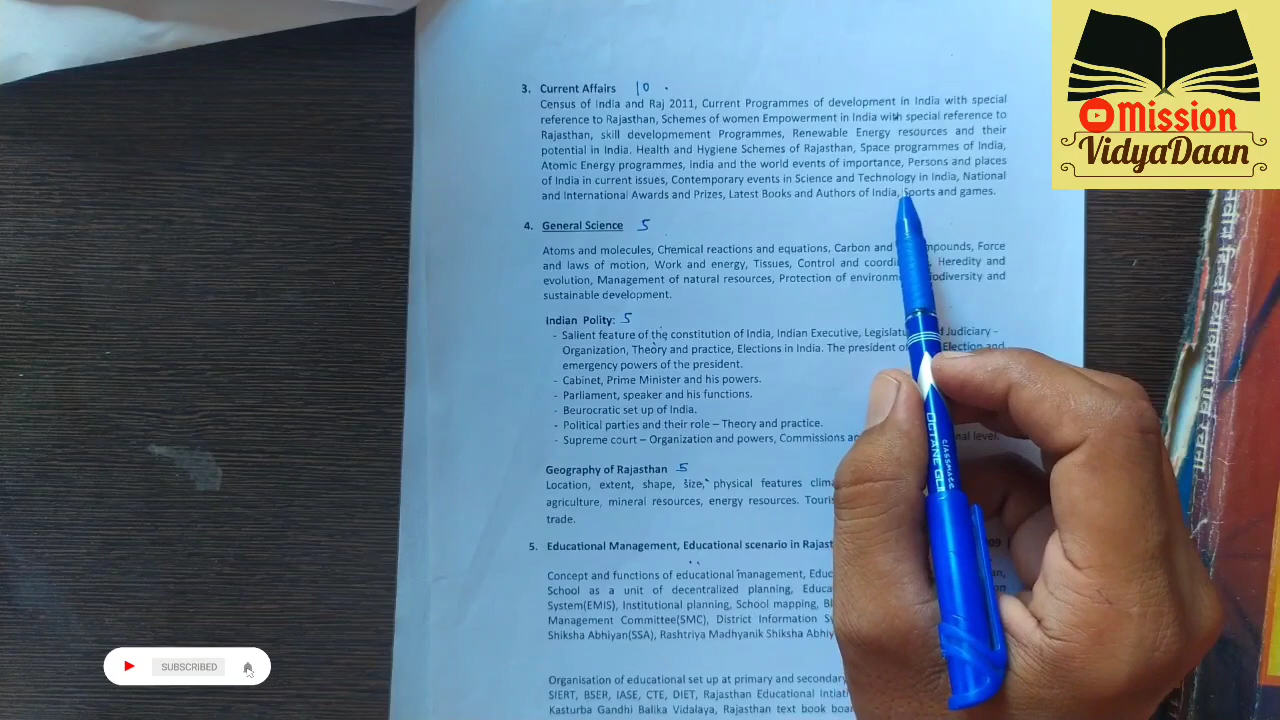 3. Current Affairs 10
Census of India and Raj 2011, Current Programmes of development in India with special
reference to Rajasthan, Schemes of women Empowerment in India with special reference to
Rajasthan, skill developmement Programmes, Renewable Energy resources and their
potential in India. Health and Hygiene Schemes of Rajasthan, Space programmes of India,
Atomic Energy programmes, India and the world events of importance, Persons and places
of India in current issues, Contemporary events in Science and Technology in India, National
and International Awards and Prizes, Latest Books and Authors of India, Sports and games.
4. General Science 5
Atoms and molecules, Chemical reactions and equations, Carbon and Force
and laws of motion, Work and energy, Tissues, Control and Heredity and
evolution, Management of natural resources, Protection of and
sustainable development.
Indian Polity: 5
- Salient feature of the constitution of India, Indian Executive, Judiciary -
Organization, Theory and practice, Elections in India. The president of Election and
emergency powers of the president.
- Cabinet, Prime Minister and his powers.
- Parliament, speaker and his functions.
- Beurocratic set up of India.
- Political parties and their role – Theory and practice.
- Supreme court – Organization and powers, Commissions level.
Geography of Rajasthan 5
Location, extent, shape, size, physical features
agriculture, mineral resources, energy resources.
trade.
5. Educational Management, Educational scenario in
Concept and functions of educational management,
School as a unit of decentralized planning,
System(EMIS), Institutional planning, School mapping,
Management Committee(SMC), District Information
Shiksha Abhiyan(SSA), Rashtriya Madhyanik Shiksha
Organisation of educational set up at primary and secondary
SIERT, BSER, IASE, CTE, DIET, Rajasthan Educational Intiati
Kasturba Gandhi Balika Vidalaya, Rajasthan text book
classmate
OCTANE GEL
Mission
VidyaDaan
SUBSCRIBED